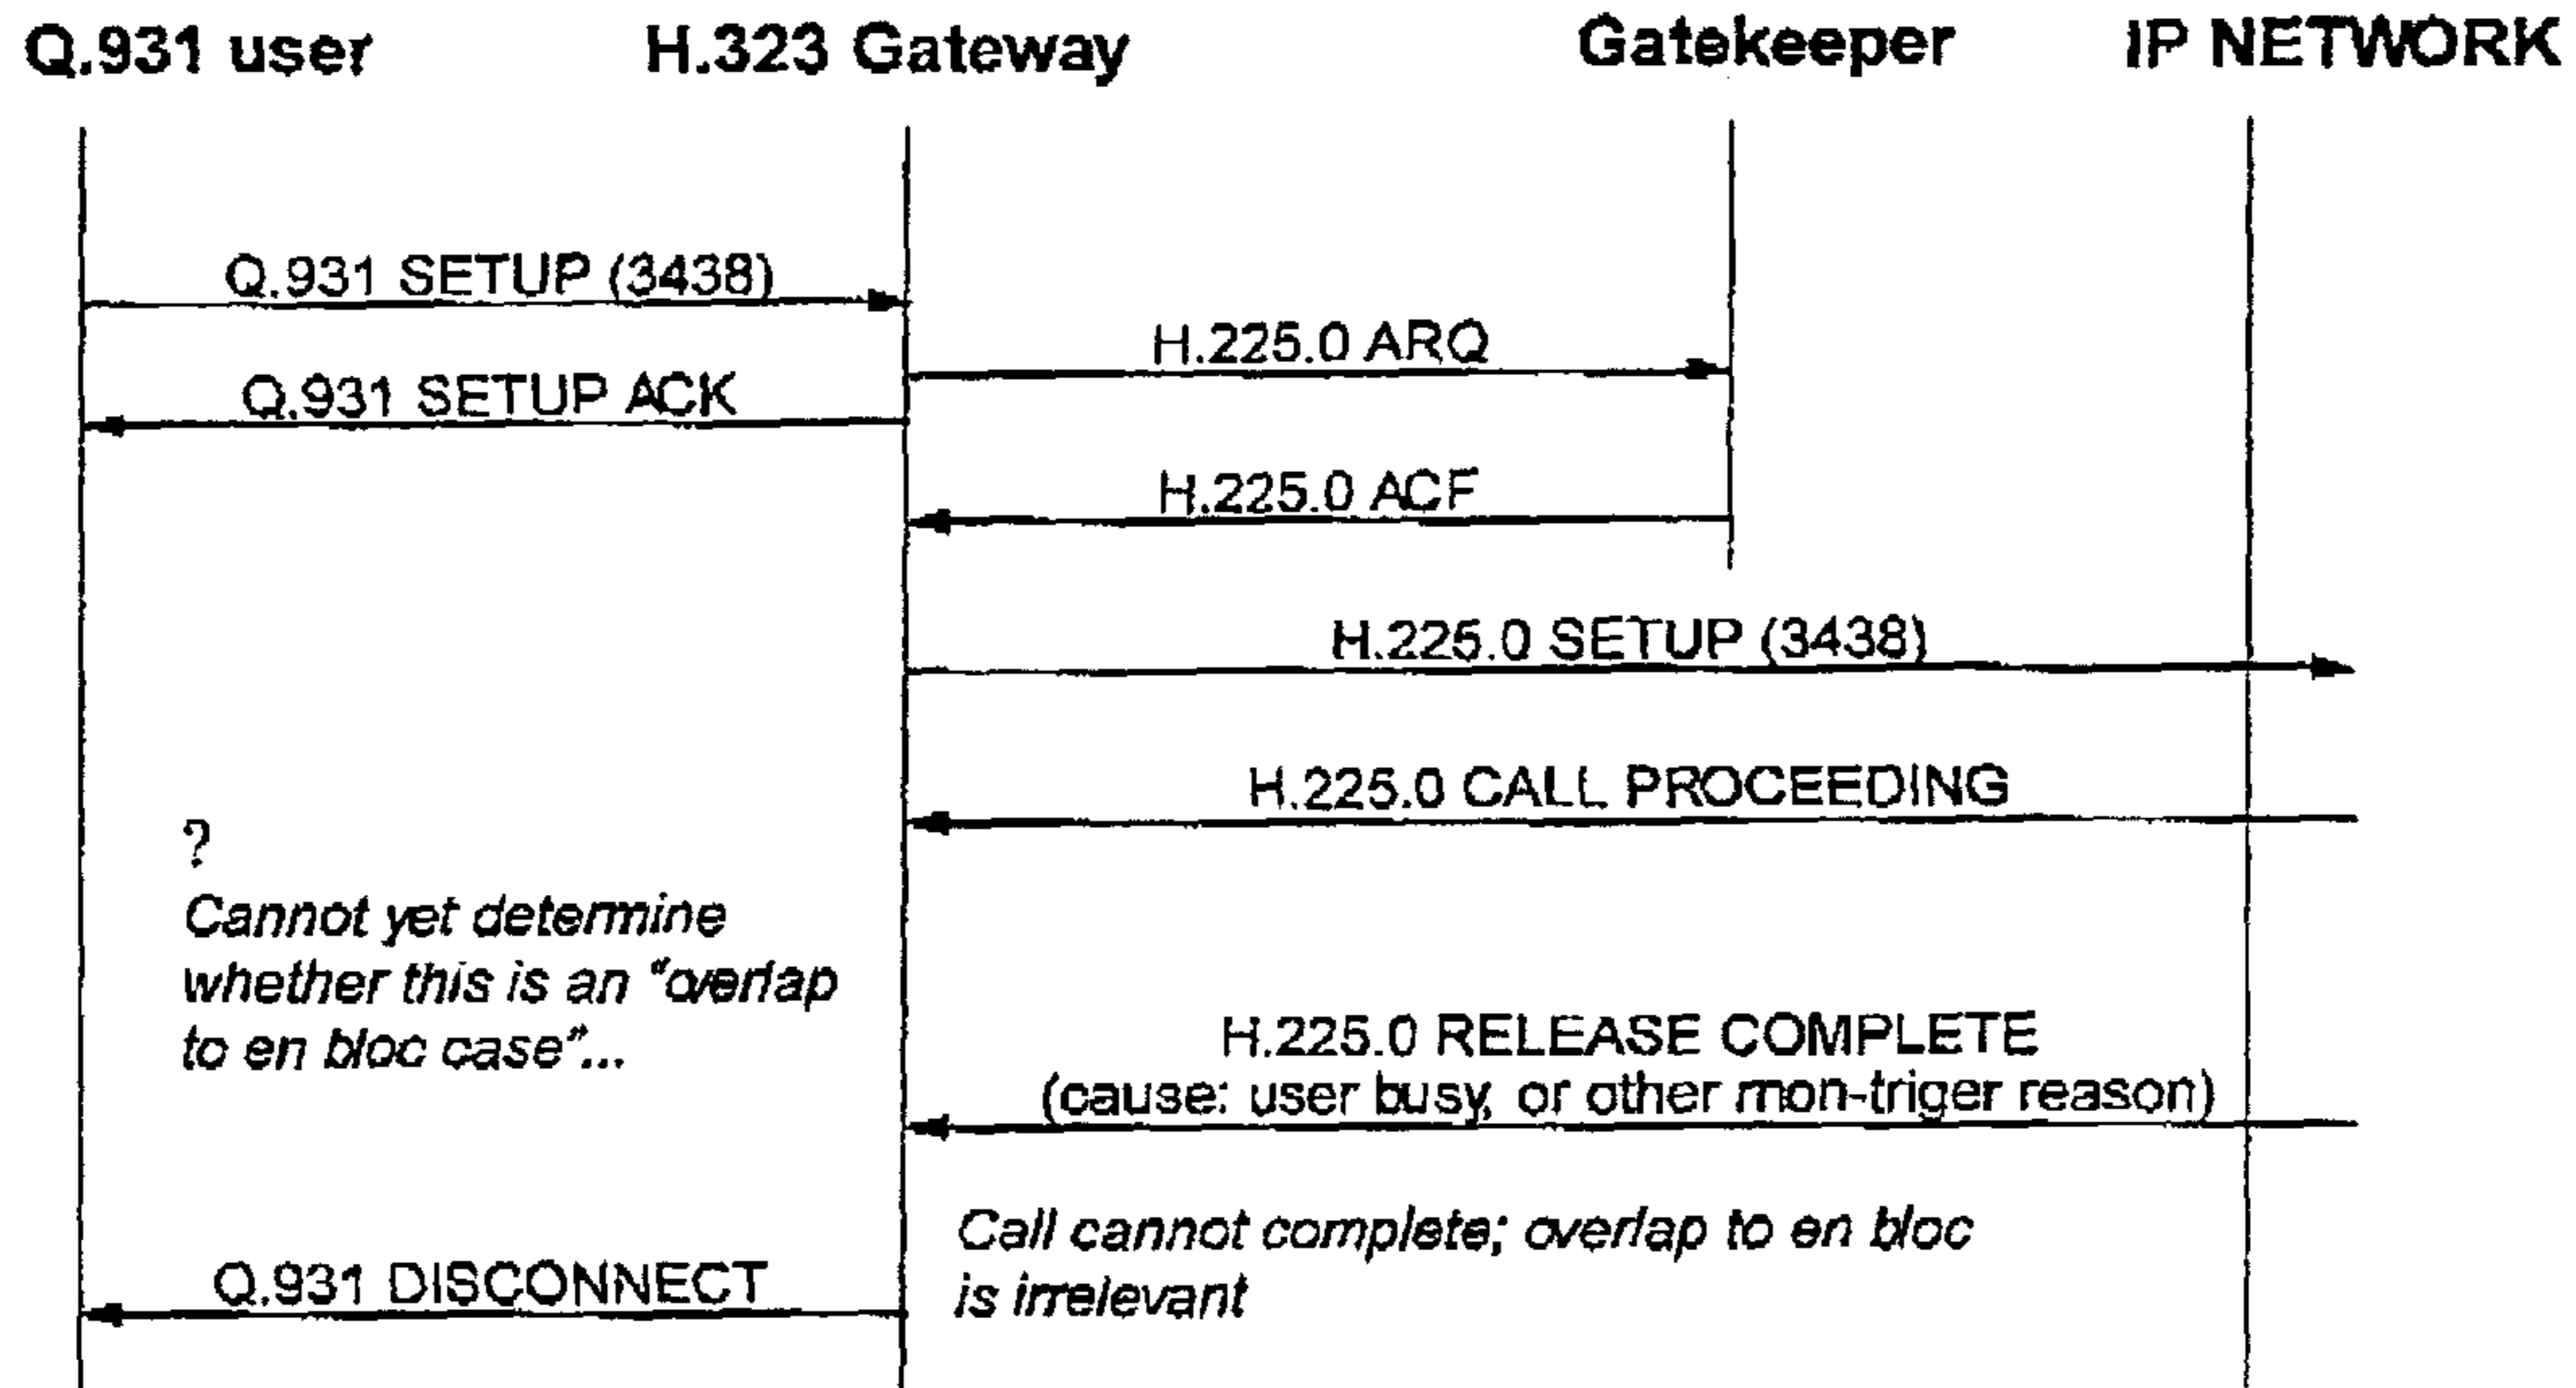 Q.931 user
H.323 Gateway
Gatekeeper
IP NETWORK
Q.931 SETUP (3438)
H.225.0 ARQ
Q.931 SETUP ACK
H.225.0 ACF
H.225.0 SETUP (3438)
H.225.0 CALL PROCEEDING
?
Cannot yet determine
whether this is an "overlap
to en bloc case"...
H.225.0 RELEASE COMPLETE
(cause: user busy, or other mon-triger reason)
Call cannot complete; overlap to en bloc
is irrelevant
Q.931 DISCONNECT